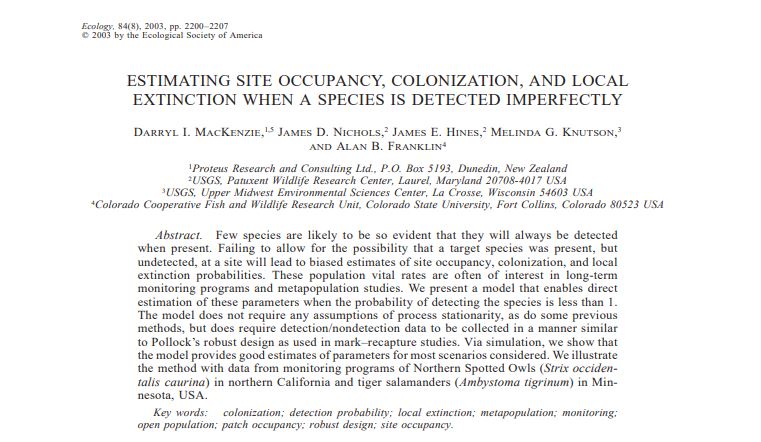 Ecology, 84(8), 2003, pp. 2200–2207
© 2003 by the Ecological Society of America
ESTIMATING SITE OCCUPANCY, COLONIZATION, AND LOCAL
EXTINCTION WHEN A SPECIES IS DETECTED IMPERFECTLY
DARRYL I. MACKENZIE,1,5 JAMES D. NICHOLS,2 JAMES E. HINES,2 MELINDA G. KNUTSON,3
AND ALAN B. FRANKLIN4
1Proteus Research and Consulting Ltd., P.O. Box 5193, Dunedin, New Zealand
2USGS, Patuxent Wildlife Research Center, Laurel, Maryland 20708-4017 USA
3USGS, Upper Midwest Environmental Sciences Center, La Crosse, Wisconsin 54603 USA
4Colorado Cooperative Fish and Wildlife Research Unit, Colorado State University, Fort Collins, Colorado 80523 USA
Abstract. Few species are likely to be so evident that they will always be detected
when present. Failing to allow for the possibility that a target species was present, but
undetected, at a site will lead to biased estimates of site occupancy, colonization, and local
extinction probabilities. These population vital rates are often of interest in long-term
monitoring programs and metapopulation studies. We present a model that enables direct
estimation of these parameters when the probability of detecting the species is less than 1.
The model does not require any assumptions of process stationarity, as do some previous
methods, but does require detection/nondetection data to be collected in a manner similar
to Pollock's robust design as used in mark–recapture studies. Via simulation, we show that
the model provides good estimates of parameters for most scenarios considered. We illustrate
the method with data from monitoring programs of Northern Spotted Owls (Strix occiden-
talis caurina) in northern California and tiger salamanders (Ambystoma tigrinum) in Min-
nesota, USA.
Key words: colonization; detection probability; local extinction; metapopulation; monitoring;
open population; patch occupancy; robust design; site occupancy.